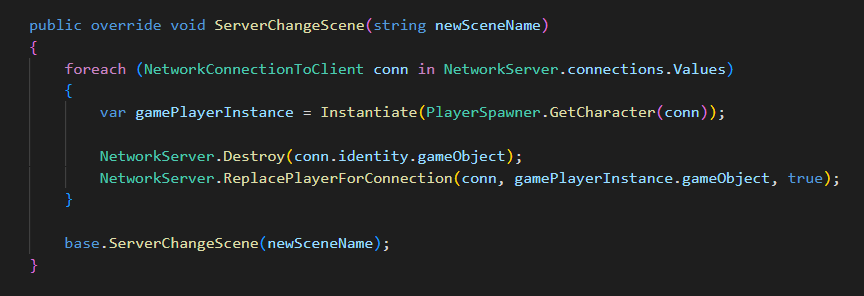 public override void ServerChangeScene(string newSceneName)
{
    foreach (NetworkConnectionToClient conn in NetworkServer.connections.Values)
    {
        var gamePlayerInstance = Instantiate(PlayerSpawner.GetCharacter(conn));

        NetworkServer.Destroy(conn.identity.gameObject);
        NetworkServer.ReplacePlayerForConnection(conn, gamePlayerInstance.gameObject, true);
    }

    base.ServerChangeScene(newSceneName);
}